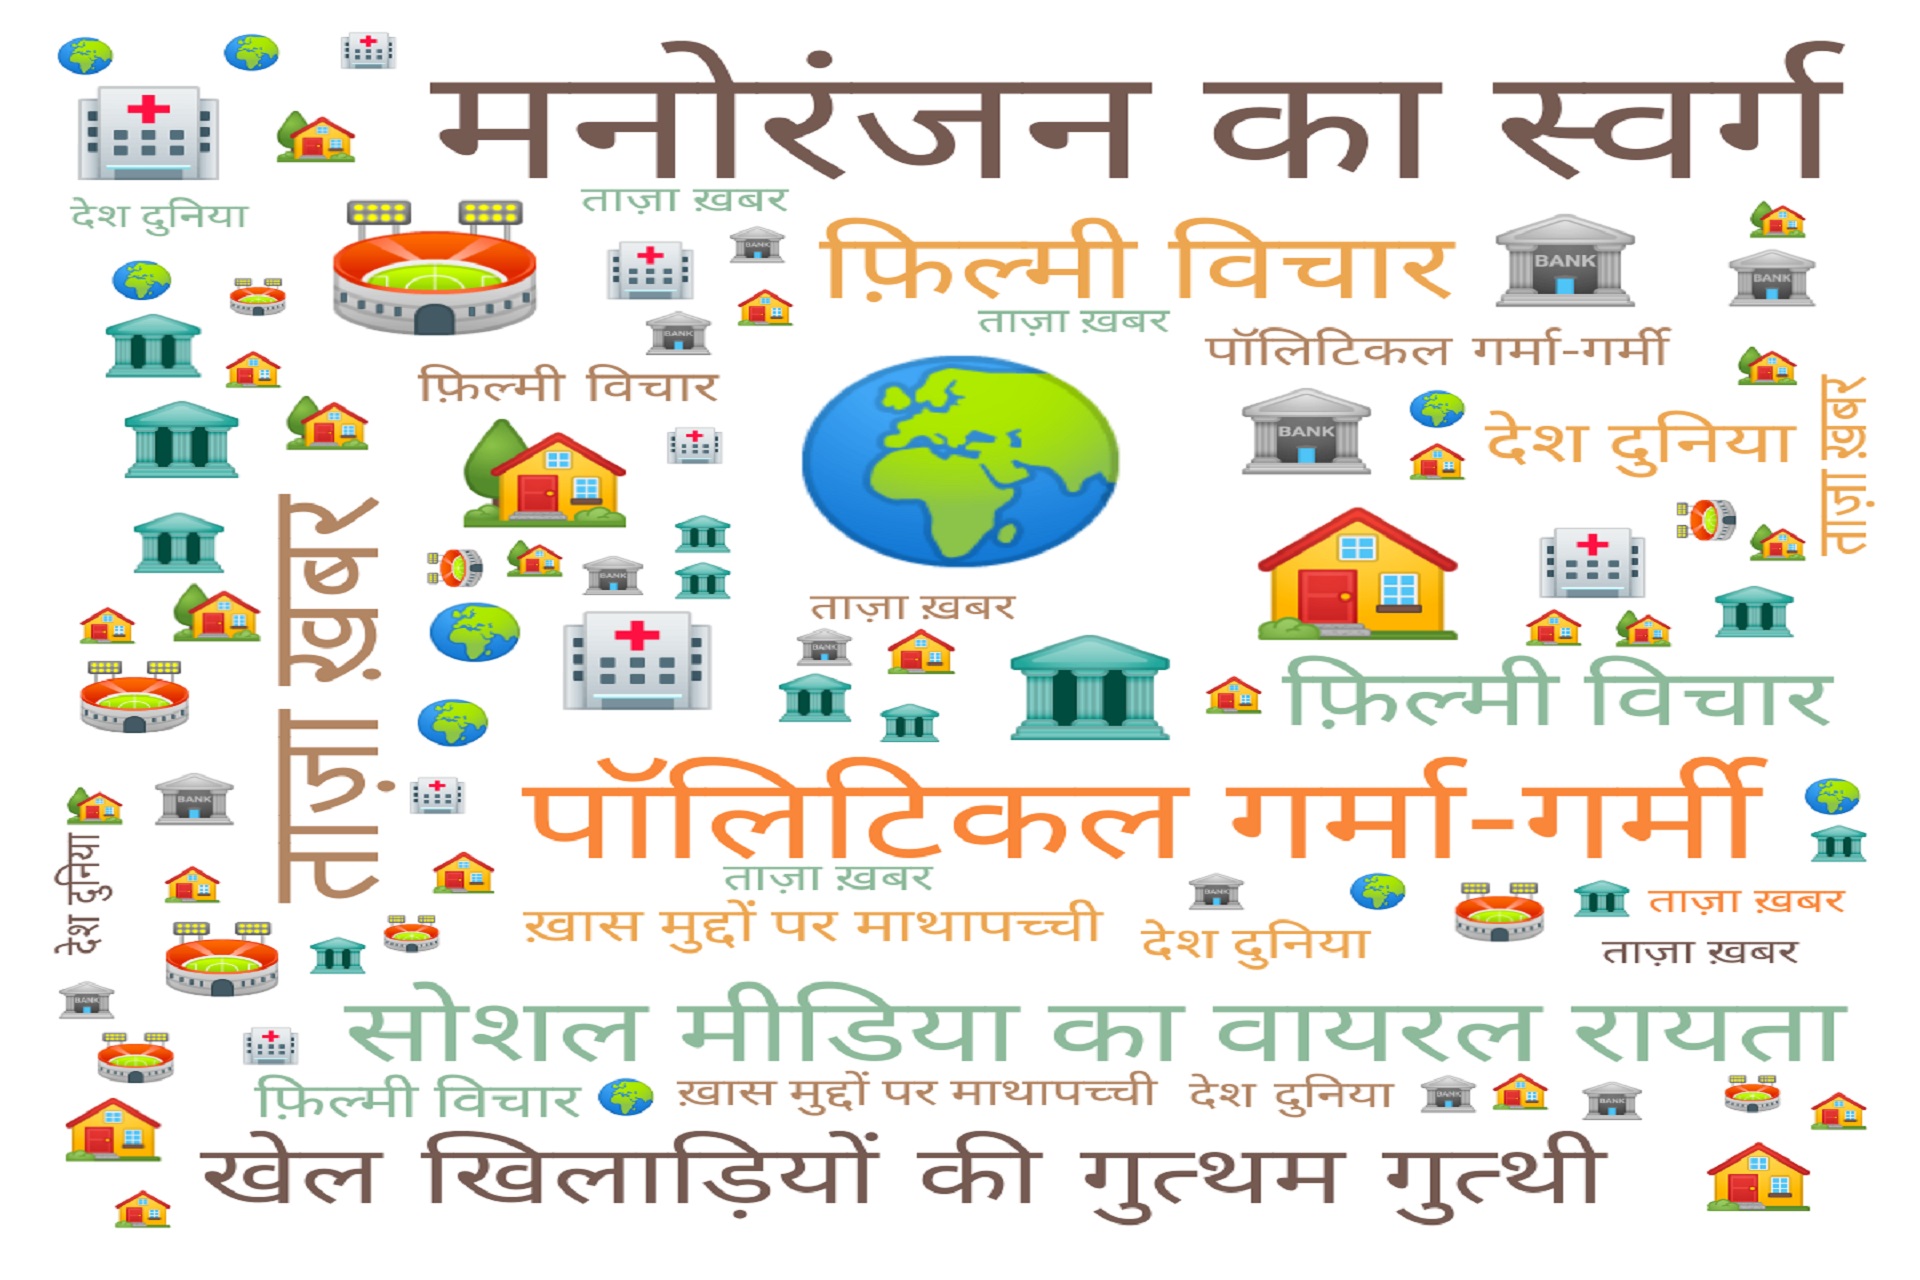 मनोरंजन का स्वर्ग
देश दुनिया
ताज़ा ख़बर
फ़िल्मी विचार
BANK
BANK
BANK
ताज़ा ख़बर
BANK
पॉलिटिकल गर्मा-गर्मी
फ़िल्मी विचार
देश दुनिया
BANK
ताज़ा ख़बर
ताज़ा ख़बर
BANK
ताज़ा ख़बर
BANK
फ़िल्मी विचार
पॉलिटिकल गर्मा-गर्मी
BANK
देश दुनिया
ताज़ा ख़बर
BANK
ताज़ा ख़बर
ख़ास मुद्दों पर माथापच्ची
देश दुनिया
ताज़ा ख़बर
BANK
सोशल मीडिया का वायरल रायता
फ़िल्मी विचार
ख़ास मुद्दों पर माथापच्ची
देश दुनिया
BANK
BANK
खेल खिलाड़ियों की गुत्थम गुत्थी